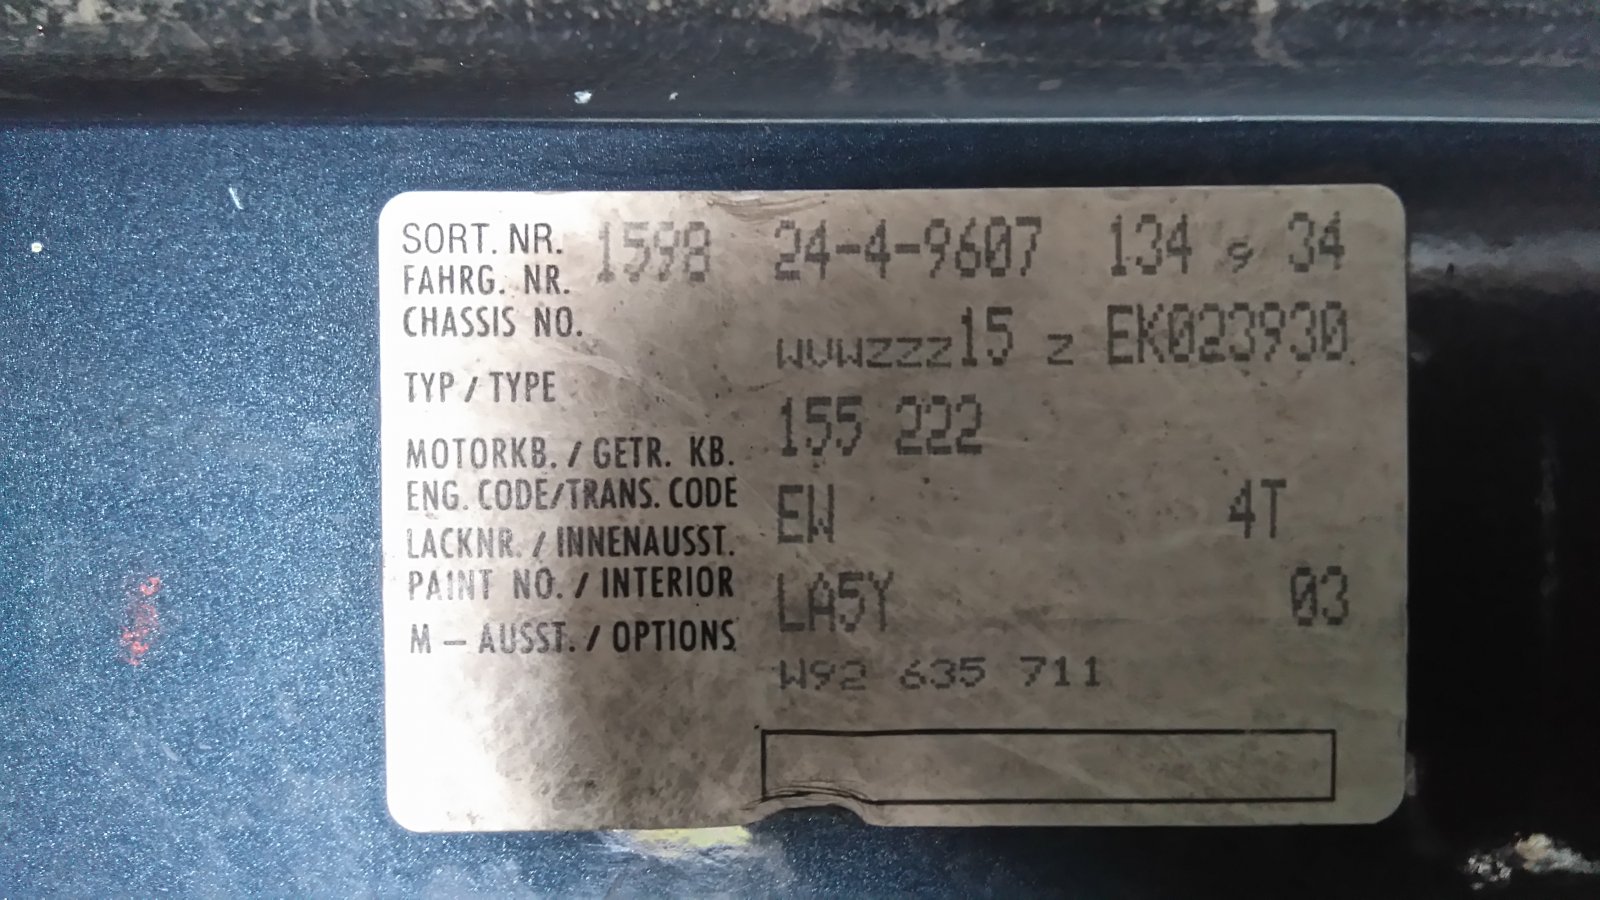 SORT. NR. 1598 24-4-9607 134 9 34
FAHRG. NR.
CHASSIS NO. WVWZZZ15 Z EK023930
TYP / TYPE 155 222
MOTORKB. / GETR. KB.
ENG. CODE/TRANS. CODE EW 4T
LACKNR. / INNENAUSST.
PAINT NO. / INTERIOR LA5Y 03
M – AUSST. / OPTIONS W92 635 711